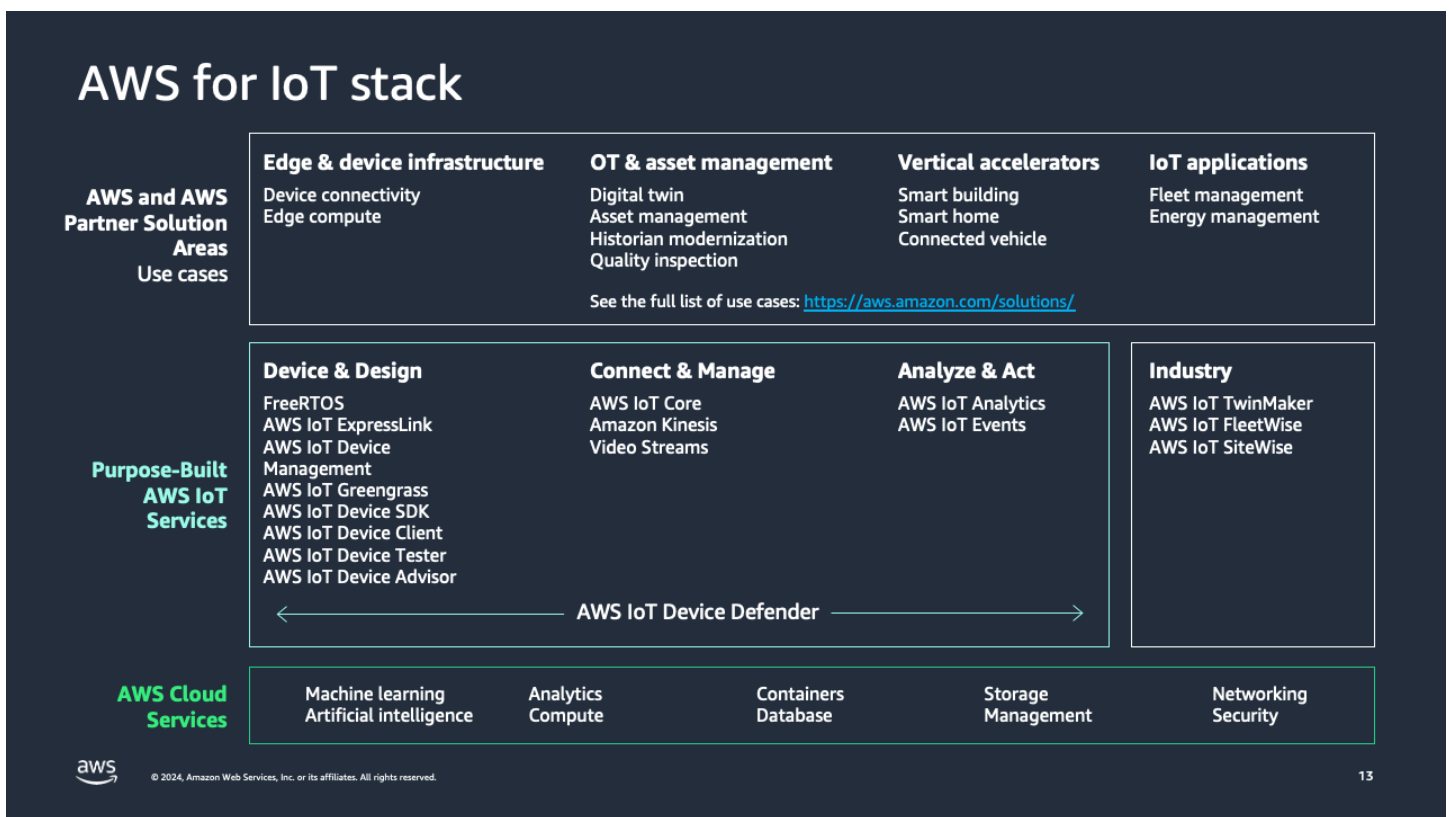 AWS for IoT stack
AWS and AWS
Partner Solution
Areas
Use cases
Edge & device infrastructure
Device connectivity
Edge compute
OT & asset management
Digital twin
Asset management
Historian modernization
Quality inspection
Vertical accelerators
Smart building
Smart home
Connected vehicle
IoT applications
Fleet management
Energy management
See the full list of use cases: https://aws.amazon.com/solutions/
Purpose-Built
AWS IoT
Services
Device & Design
FreeRTOS
AWS IoT ExpressLink
AWS IoT Device
Management
AWS IoT Greengrass
AWS IoT Device SDK
AWS IoT Device Client
AWS IoT Device Tester
AWS IoT Device Advisor
Connect & Manage
AWS IoT Core
Amazon Kinesis
Video Streams
Analyze & Act
AWS IoT Analytics
AWS IoT Events
AWS IoT Device Defender
Industry
AWS IoT TwinMaker
AWS IoT FleetWise
AWS IoT SiteWise
AWS Cloud
Services
Machine learning
Artificial intelligence
Analytics
Compute
Containers
Database
Storage
Management
Networking
Security
aws
© 2024, Amazon Web Services, Inc. or its affiliates. All rights reserved.
13